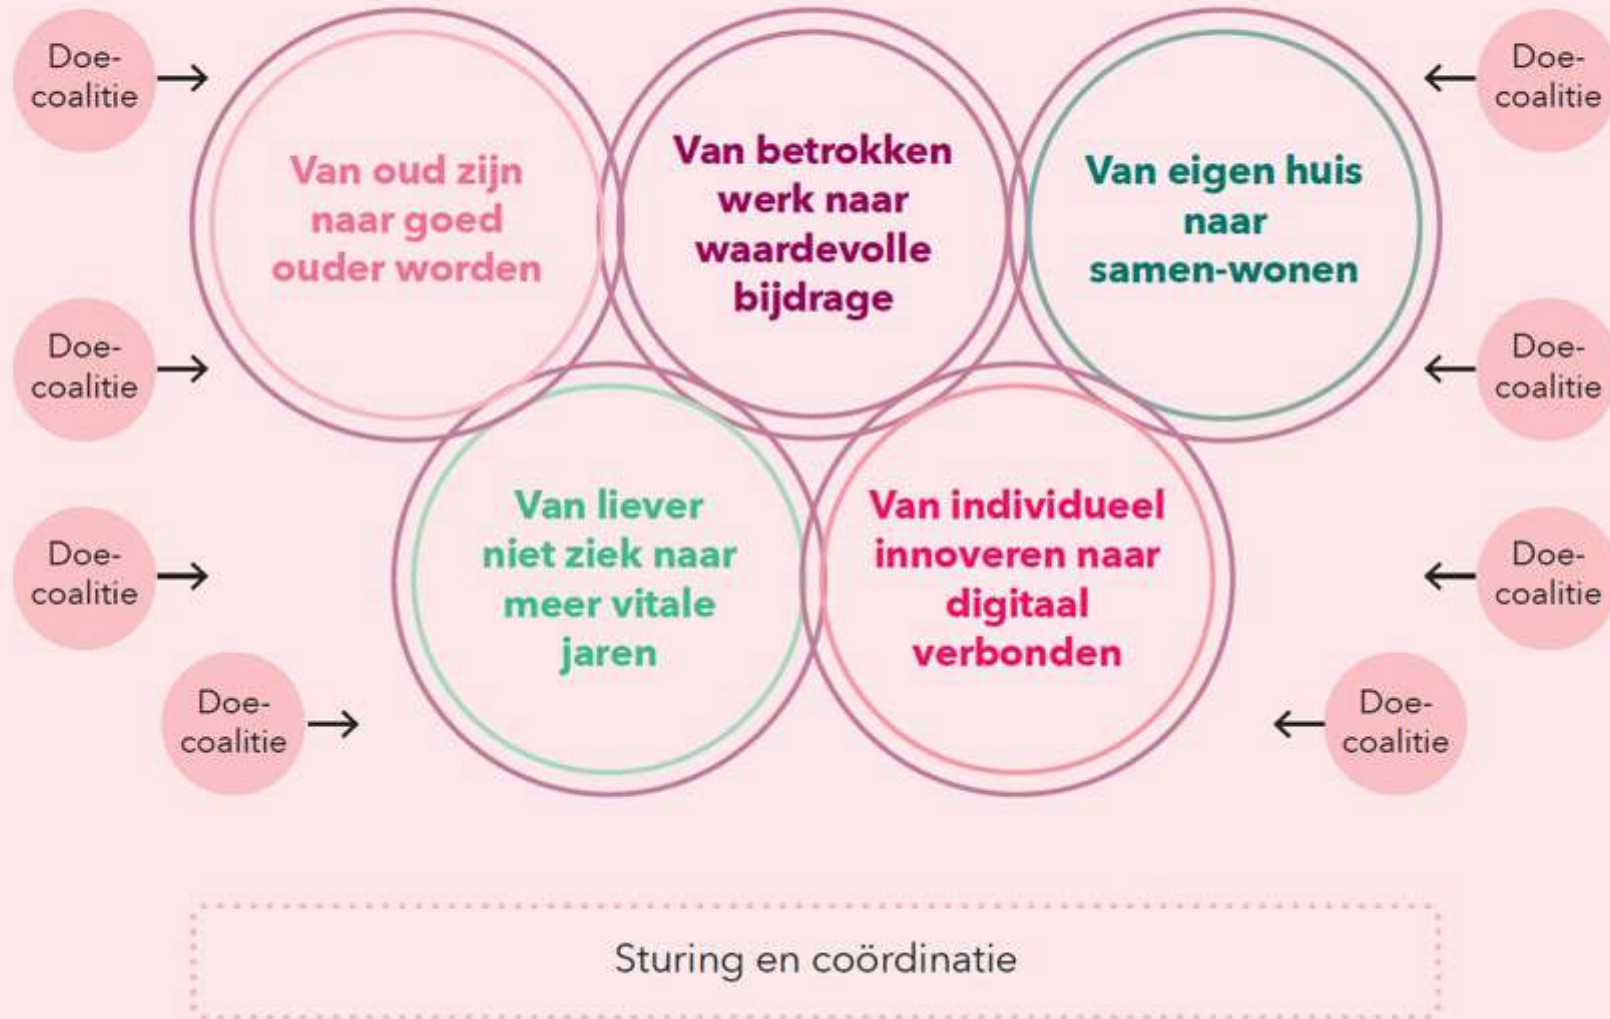 Doe-
coalitie
Van oud zijn
naar goed
ouder worden
Van betrokken
werk naar
waardevolle
bijdrage
Van eigen huis
naar
samen-wonen
Doe-
coalitie
Doe-
coalitie
Doe-
coalitie
Doe-
coalitie
Van liever
niet ziek naar
meer vitale
jaren
Van individueel
innoveren naar
digitaal
verbonden
Doe-
coalitie
Doe-
coalitie
Doe-
coalitie
Sturing en coördinatie